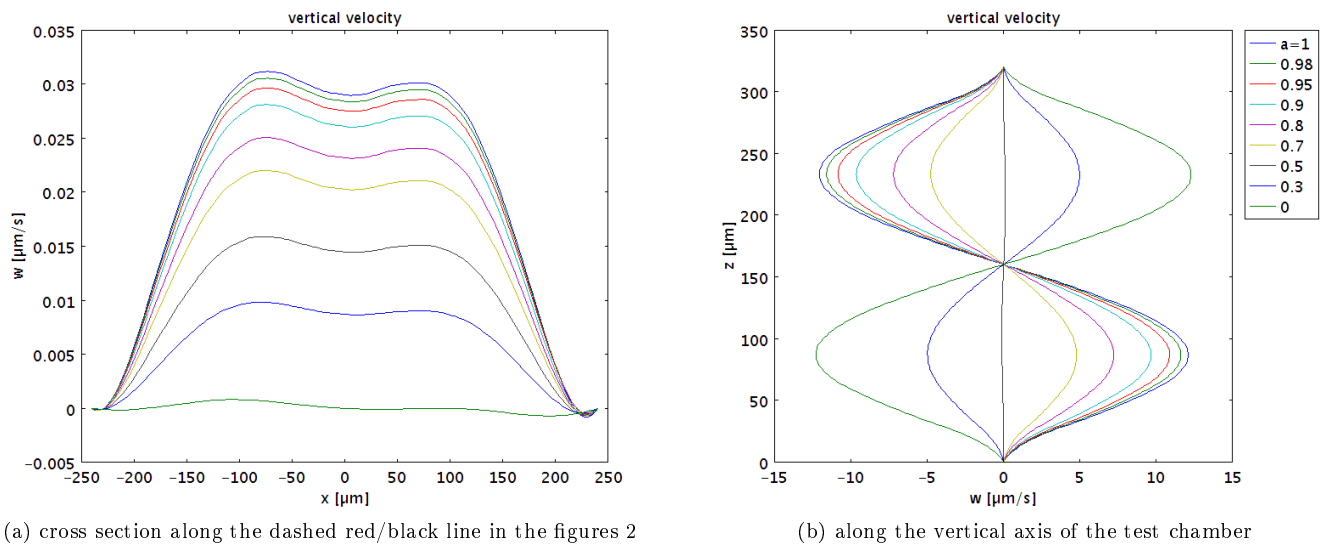 vertical velocity
0.035
0.03
0.025
0.02
0.015
0.01
0.005
0
−0.005
w [µm/s]
−250 −200 −150 −100 −50 0 50 100 150 200 250
x [µm]
(a) cross section along the dashed red/black line in the figures 2
vertical velocity
350
300
250
200
150
100
50
0
z [µm]
−15 −10 −5 0 5 10 15
w [µm/s]
a=1
0.98
0.95
0.9
0.8
0.7
0.5
0.3
0
(b) along the vertical axis of the test chamber